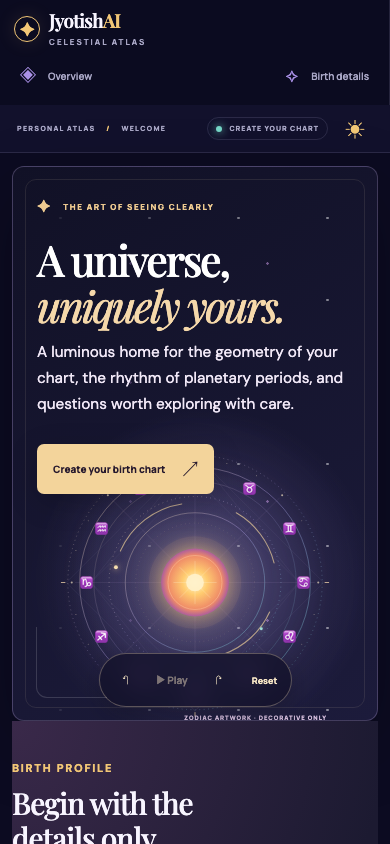 JyotishAI
CELESTIAL ATLAS
Overview
Birth details
PERSONAL ATLAS / WELCOME
CREATE YOUR CHART
THE ART OF SEEING CLEARLY
A universe,
uniquely yours.
A luminous home for the geometry of your
chart, the rhythm of planetary periods, and
questions worth exploring with care.
Create your birth chart
Play
Reset
ZODIAC ARTWORK · DECORATIVE ONLY
BIRTH PROFILE
Begin with the
details only